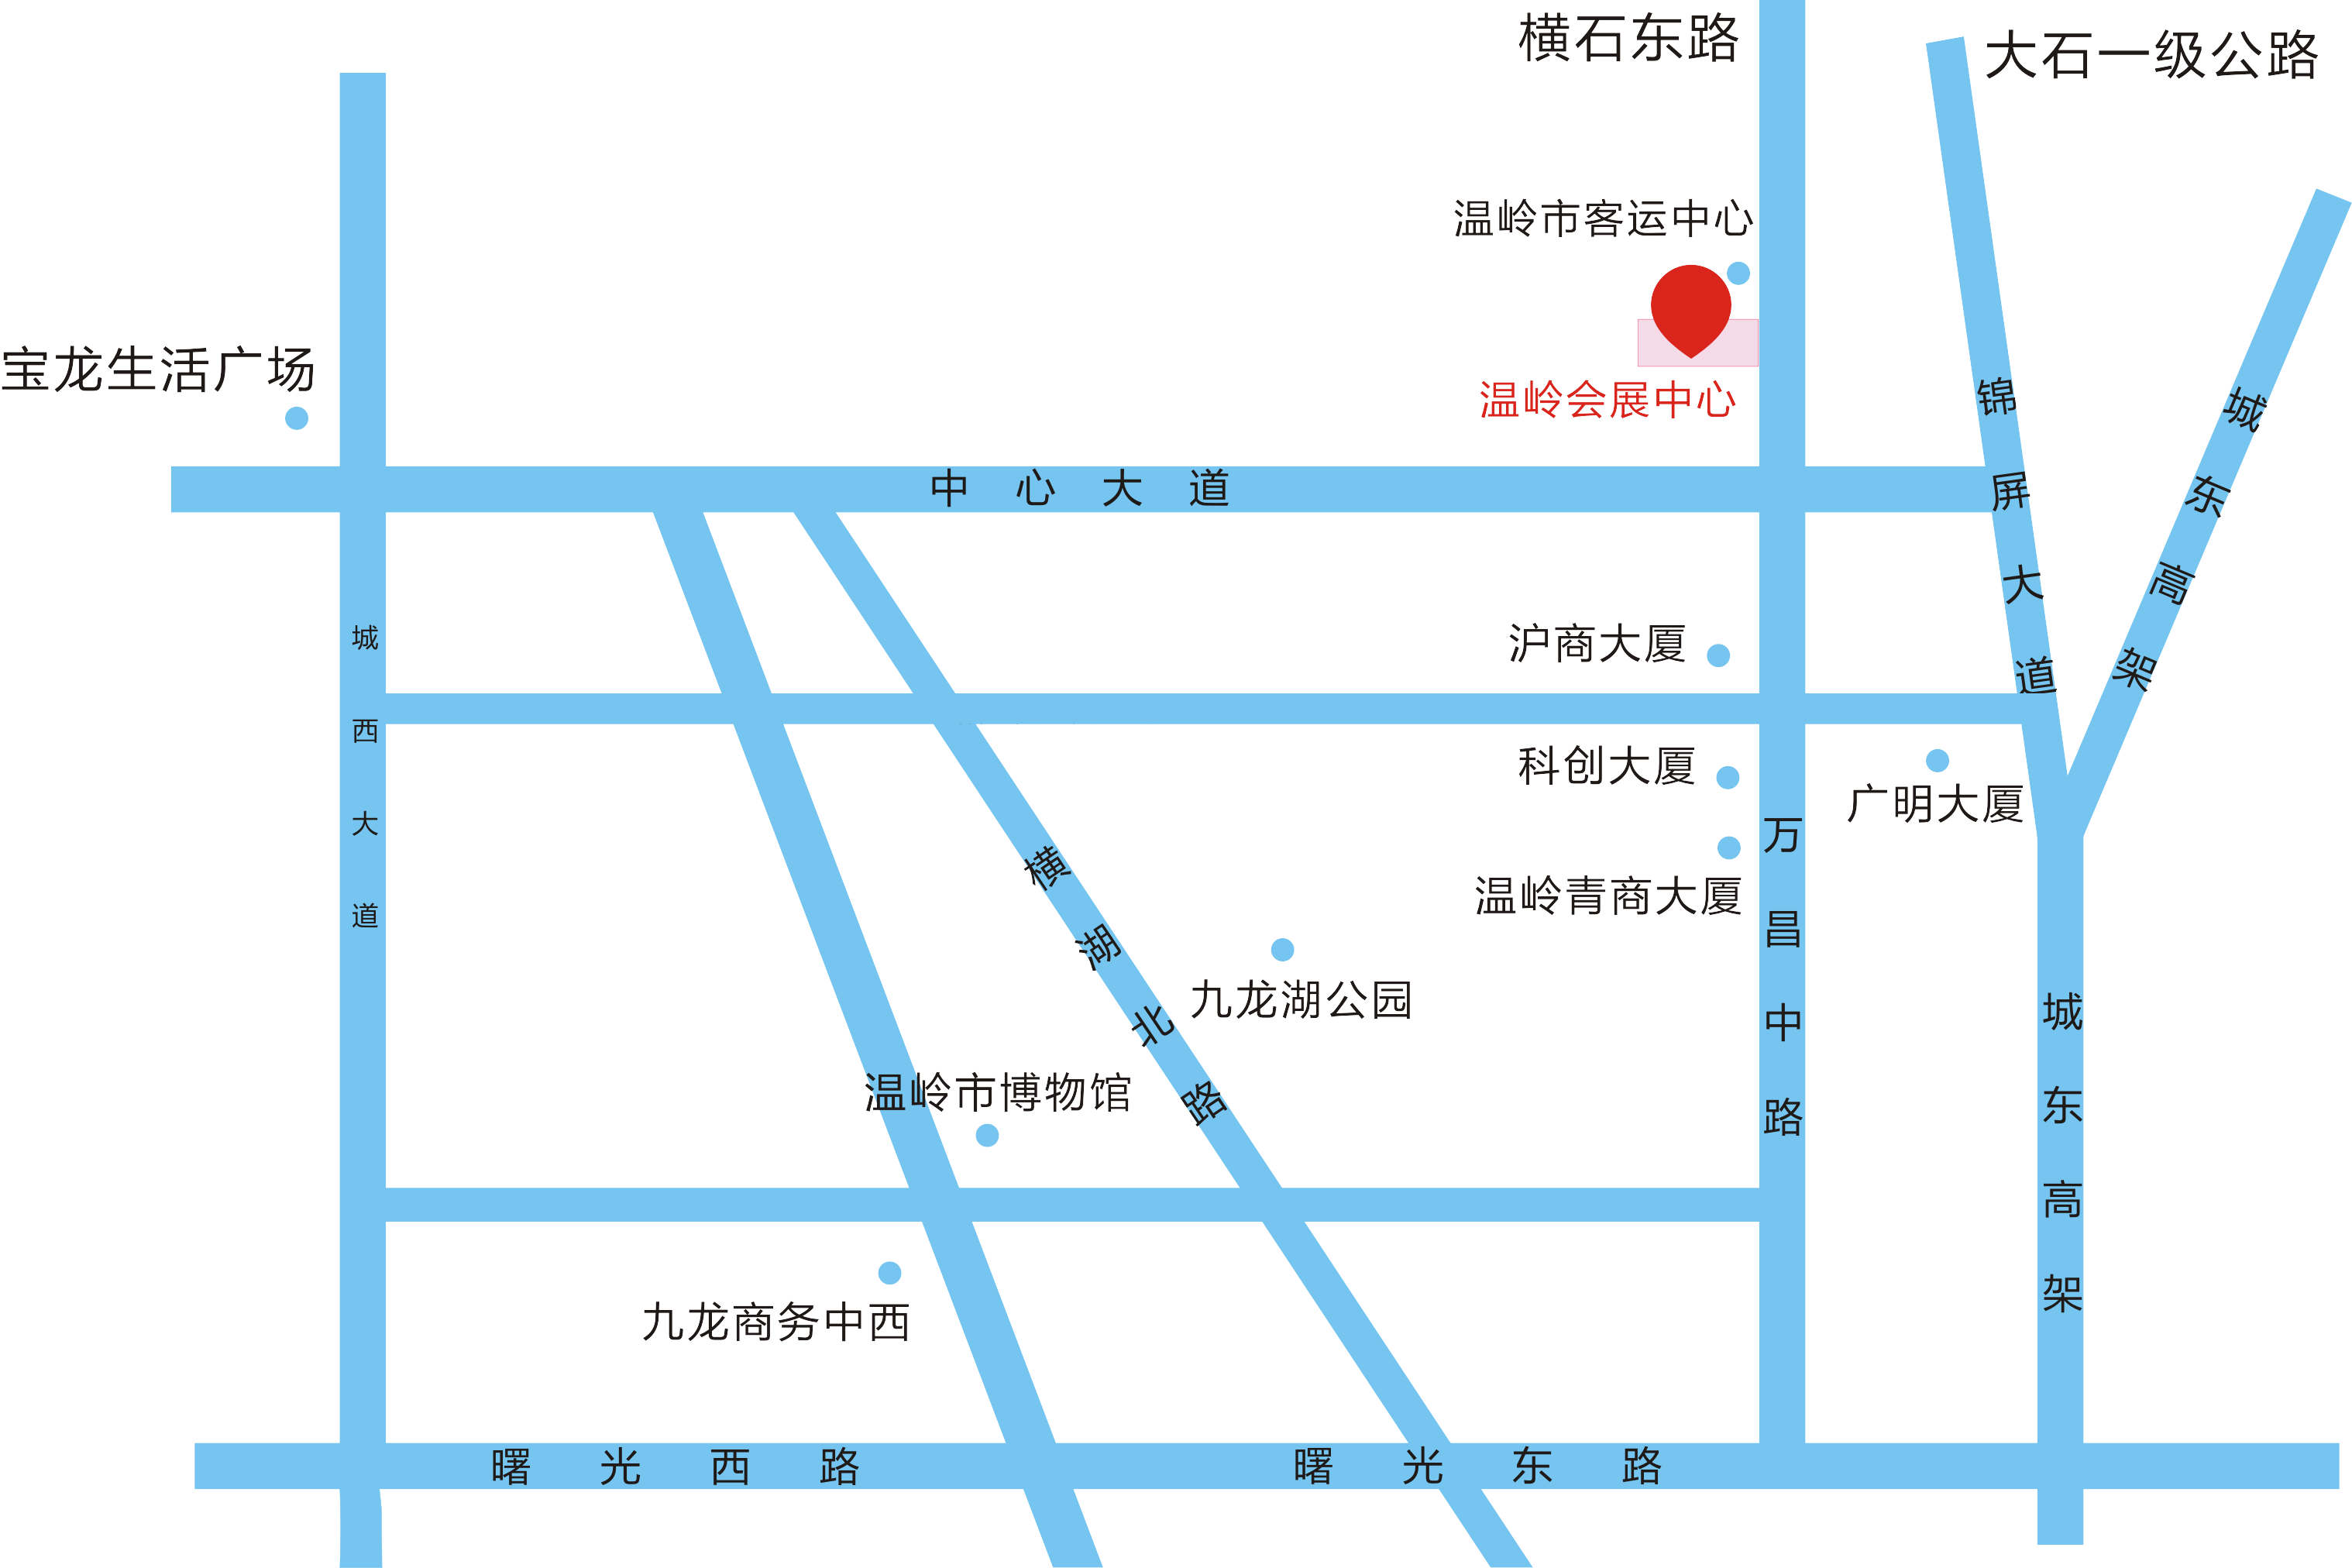 横石东路
大石一级公路
温岭市客运中心
宝龙生活广场
温岭会展中心
中心大道
锦屏大道
城东高架
城西大道
沪商大厦
科创大厦
广明大厦
万昌中路
温岭青商大厦
横湖北路
九龙湖公园
城东高架
温岭市博物馆
九龙商务中西
曙光西路
曙光东路